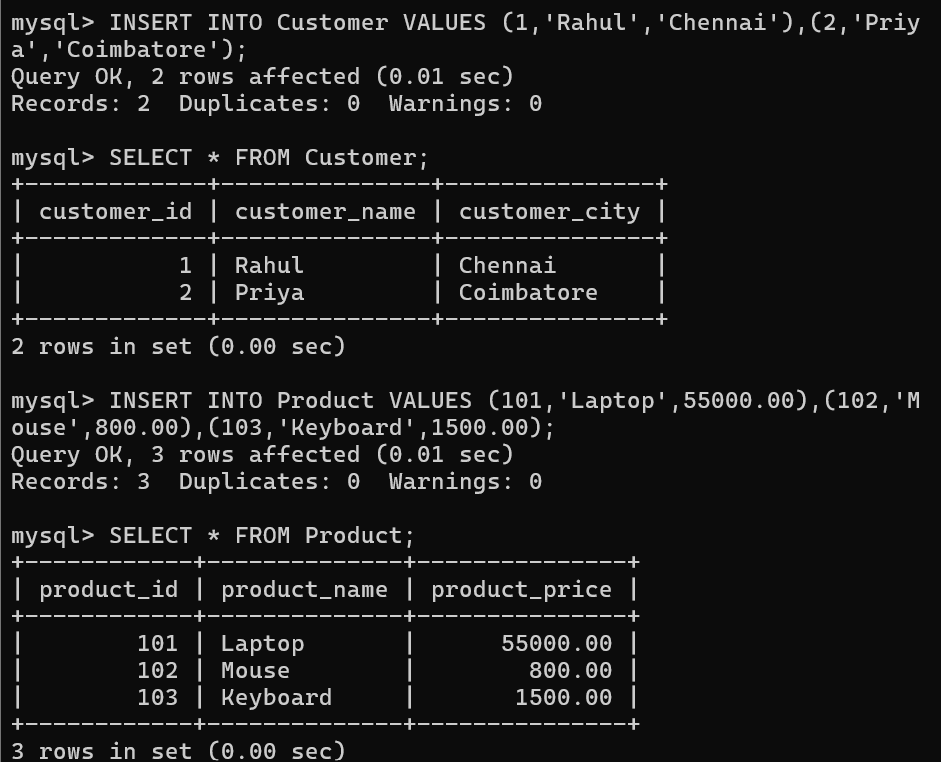 mysql> INSERT INTO Customer VALUES (1,'Rahul','Chennai'),(2,'Priy
a','Coimbatore');
Query OK, 2 rows affected (0.01 sec)
Records: 2  Duplicates: 0  Warnings: 0

mysql> SELECT * FROM Customer;
+-------------+---------------+---------------+
| customer_id | customer_name | customer_city |
+-------------+---------------+---------------+
|           1 | Rahul         | Chennai       |
|           2 | Priya         | Coimbatore    |
+-------------+---------------+---------------+
2 rows in set (0.00 sec)

mysql> INSERT INTO Product VALUES (101,'Laptop',55000.00),(102,'M
ouse',800.00),(103,'Keyboard',1500.00);
Query OK, 3 rows affected (0.01 sec)
Records: 3  Duplicates: 0  Warnings: 0

mysql> SELECT * FROM Product;
+------------+--------------+---------------+
| product_id | product_name | product_price |
+------------+--------------+---------------+
|        101 | Laptop       |      55000.00 |
|        102 | Mouse        |        800.00 |
|        103 | Keyboard     |       1500.00 |
+------------+--------------+---------------+
3 rows in set (0.00 sec)